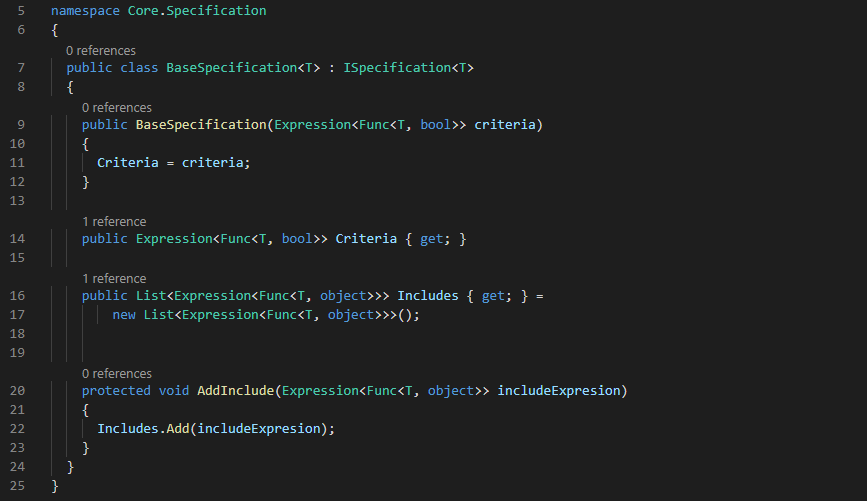 5 namespace Core.Specification
6 {
0 references
7 public class BaseSpecification<T> : ISpecification<T>
8 {
0 references
9 public BaseSpecification(Expression<Func<T, bool>> criteria)
10 {
11 Criteria = criteria;
12 }
13
1 reference
14 public Expression<Func<T, bool>> Criteria { get; }
15
1 reference
16 public List<Expression<Func<T, object>>> Includes { get; } =
17 new List<Expression<Func<T, object>>>();
18
19
0 references
20 protected void AddInclude(Expression<Func<T, object>> includeExpresion)
21 {
22 Includes.Add(includeExpresion);
23 }
24 }
25 }